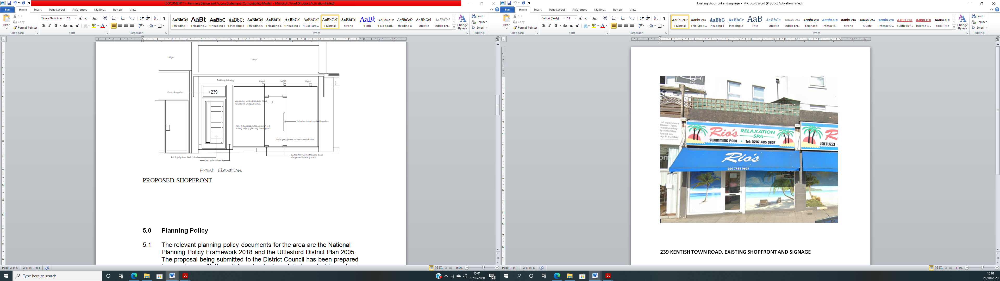 DOCUMENT 1 - Planning Design and Access Statement [Compatibility Mode] - Microsoft Word (Product Activation Failed)
File Home Insert Page Layout References Mailings Review View
Paste
Cut
Copy
Format Painter
Clipboard
Times New Rom 12
Font
Paragraph
AaBbCcI AaBb AaBbC AaBbCc AaBbCcI AaBbCcI AaBbCcI AaBbCcI AaBbCcI AaBbCcI AaBb AaBbCcDc AaBbCcD AaBbCcI AaBbCcI
Heading 1 Heading 2 Heading 3 Heading 4 Heading 5 Heading 6 Heading 7 List Para... Normal Strong Title No Spaci... Heading 8 Subtitle Subtle Em...
Styles
Change Styles
Find
Replace
Select
Editing
Sign
Sign
Existing Canopy
Light
Light
Light
Frosted number
239
Glass door with Stainless Steel
hinge and locking plates.
Tubular stainless steel handles.
New frameless glazing shopfront
using safety glazing throughout.
Dark grey frame colour to match door.
Dark grey door and frame
Grey painted render
Glass door with Stainless Steel
hinge and locking plates.
Front Elevation
PROPOSED SHOPFRONT
5.0 Planning Policy
5.1 The relevant planning policy documents for the area are the National
Planning Policy Framework 2018 and the Uttlesford District Plan 2005.
The proposal being submitted to the District Council has been prepared
Page: 2 of 5 Words: 1,431
150%
Type here to search
15:01
21/10/2020
21
Existing shopfront and signage - Microsoft Word (Product Activation Failed)
File Home Insert Page Layout References Mailings Review View
Paste
Cut
Copy
Format Painter
Clipboard
Calibri (Body) 11
Font
Paragraph
AaBbCcDc AaBbCcDc AaBbCc AaBbCc AaB AaBbCc. AaBbCcDc AaBbCcDc AaBbCcDc AaBbCcDc AaBbCcDc AaBbCcDc AaBbCcDc AaBbCcDc AaBbCcDc
Normal No Spaci... Heading 1 Heading 2 Title Subtitle Subtle Em... Emphasis Intense E... Strong Quote Intense Q... Subtle Ref... Intense R... Book Title
Styles
Change Styles
Find
Replace
Select
Editing
of openness
10am - 7pm
wednesday
saturday
closed on
& sunday
Rio's RELAXATION SPA
SWIMMING POOL • Tel: 0207 485 0607
JACCUZZI
Rio's
020 7485 0607
239 KENTISH TOWN ROAD. EXISTING SHOPFRONT AND SIGNAGE
Page: 1 of 1 Words: 8
116%
15:01
21/10/2020